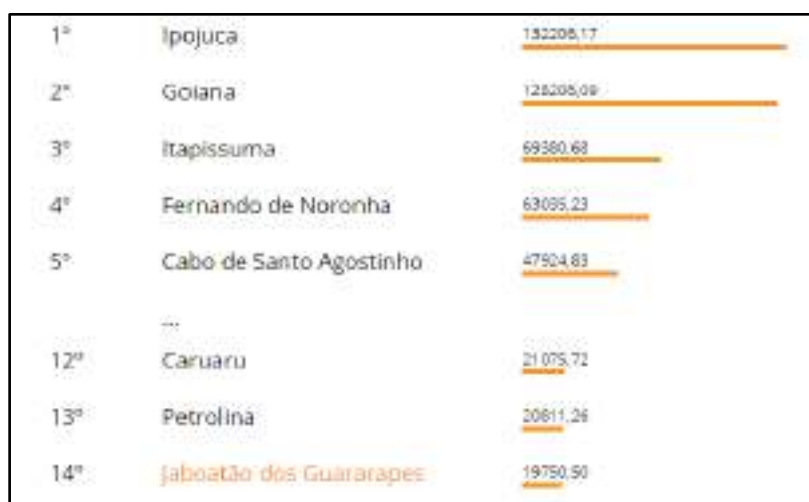 1º Ipojuca 132206,17
2º Goiana 128206,09
3º Itapissuma 69380,68
4º Fernando de Noronha 63035,23
5º Cabo de Santo Agostinho 47924,83
...
12º Caruaru 21075,72
13º Petrolina 20811,26
14º Jaboatão dos Guararapes 19750,50